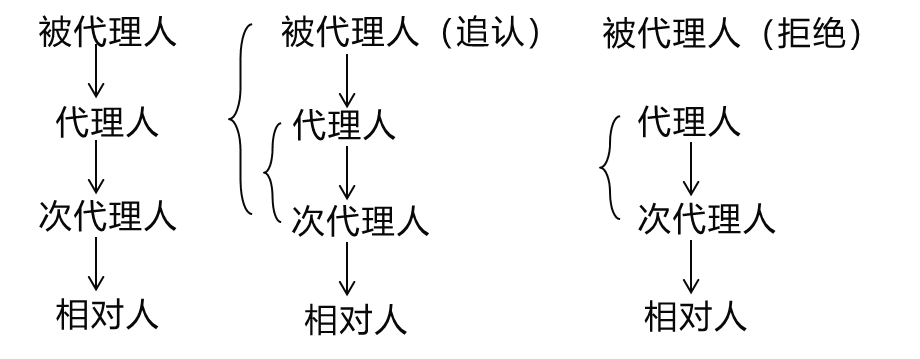 被代理人
代理人
次代理人
相对人
被代理人（追认）
代理人
次代理人
相对人
被代理人（拒绝）
代理人
次代理人
相对人